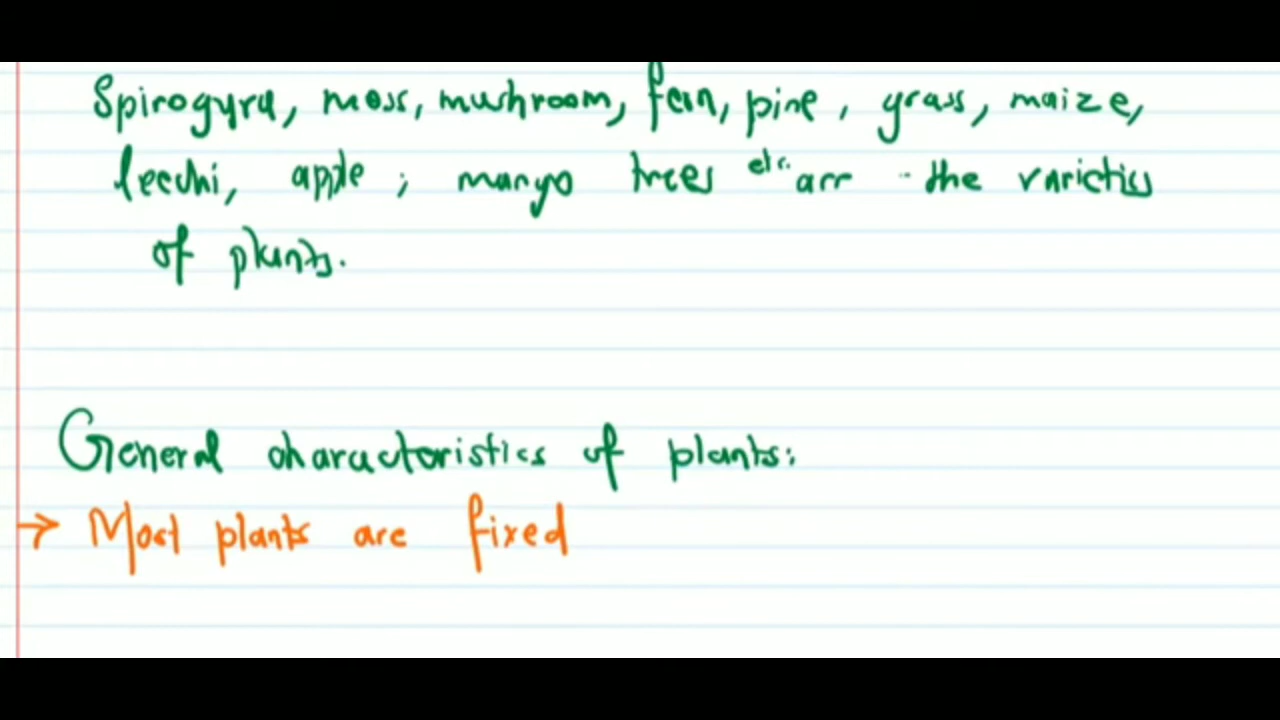 Spirogyra, moss, mushroom, fern, pine, grass, maize,
leechi, apple, mango trees etc. are the varieties
of plants.
General characteristics of plants:
→ Most plants are fixed